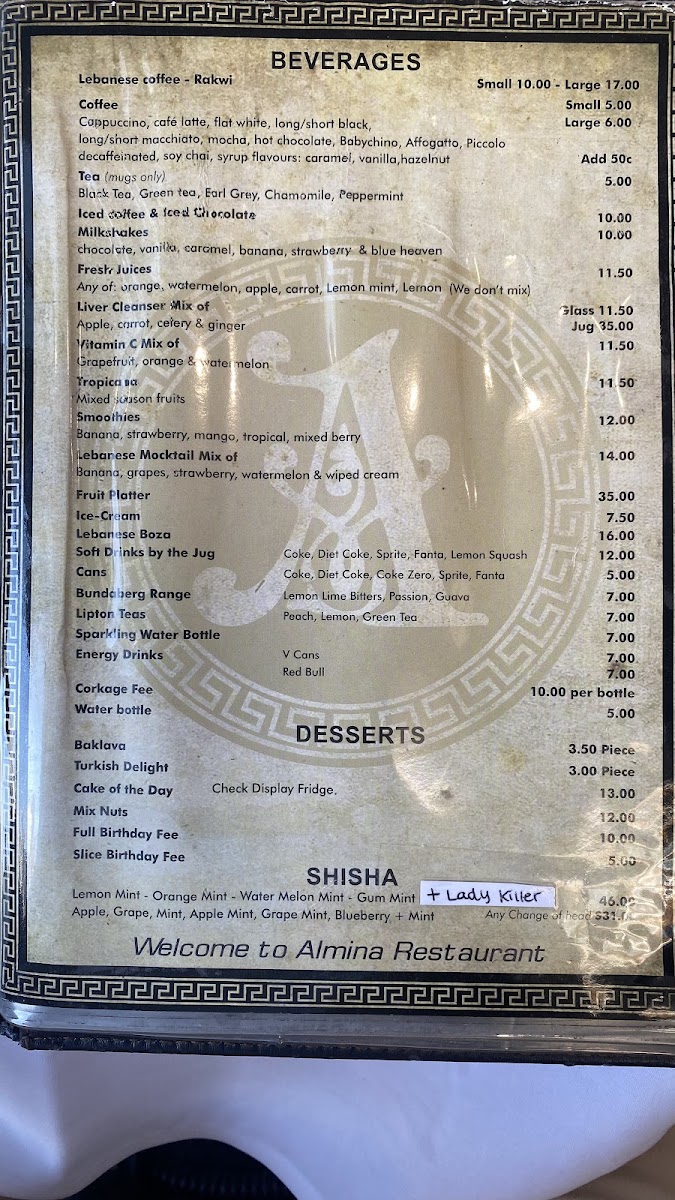 BEVERAGES
Lebanese coffee - Rakwi Small 10.00 - Large 17.00
Coffee Small 5.00
Cappuccino, café latte, flat white, long/short black, Large 6.00
long/short macchiato, mocha, hot chocolate, Babychino, Affogatto, Piccolo
decaffeinated, soy chai, syrup flavours: caramel, vanilla,hazelnut Add 50c
Tea (mugs only) 5.00
Black Tea, Green tea, Earl Grey, Chamomile, Peppermint
Iced coffee & Iced Chocolate 10.00
Milkshakes 10.00
chocolate, vanilla, caramel, banana, strawberry & blue heaven
Fresh Juices 11.50
Any of: orange, watermelon, apple, carrot, Lemon mint, Lemon (We don't mix)
Liver Cleanser Mix of Glass 11.50
Apple, carrot, celery & ginger Jug 35.00
Vitamin C Mix of 11.50
Grapefruit, orange & watermelon
Tropicana 11.50
Mixed season fruits
Smoothies 12.00
Banana, strawberry, mango, tropical, mixed berry
Lebanese Mocktail Mix of 14.00
Banana, grapes, strawberry, watermelon & wiped cream
Fruit Platter 35.00
Ice-Cream 7.50
Lebanese Boza 16.00
Soft Drinks by the Jug Coke, Diet Coke, Sprite, Fanta, Lemon Squash 12.00
Cans Coke, Diet Coke, Coke Zero, Sprite, Fanta 5.00
Bundaberg Range Lemon Lime Bitters, Passion, Guava 7.00
Lipton Teas Peach, Lemon, Green Tea 7.00
Sparkling Water Bottle 7.00
Energy Drinks V Cans 7.00
Red Bull 7.00
Corkage Fee 10.00 per bottle
Water bottle 5.00
DESSERTS
Baklava 3.50 Piece
Turkish Delight 3.00 Piece
Cake of the Day Check Display Fridge. 13.00
Mix Nuts 12.00
Full Birthday Fee 10.00
Slice Birthday Fee 5.00
SHISHA
Lemon Mint - Orange Mint - Water Melon Mint - Gum Mint + Lady Killer 46.00
Apple, Grape, Mint, Apple Mint, Grape Mint, Blueberry + Mint Any Change of head
Welcome to Almina Restaurant